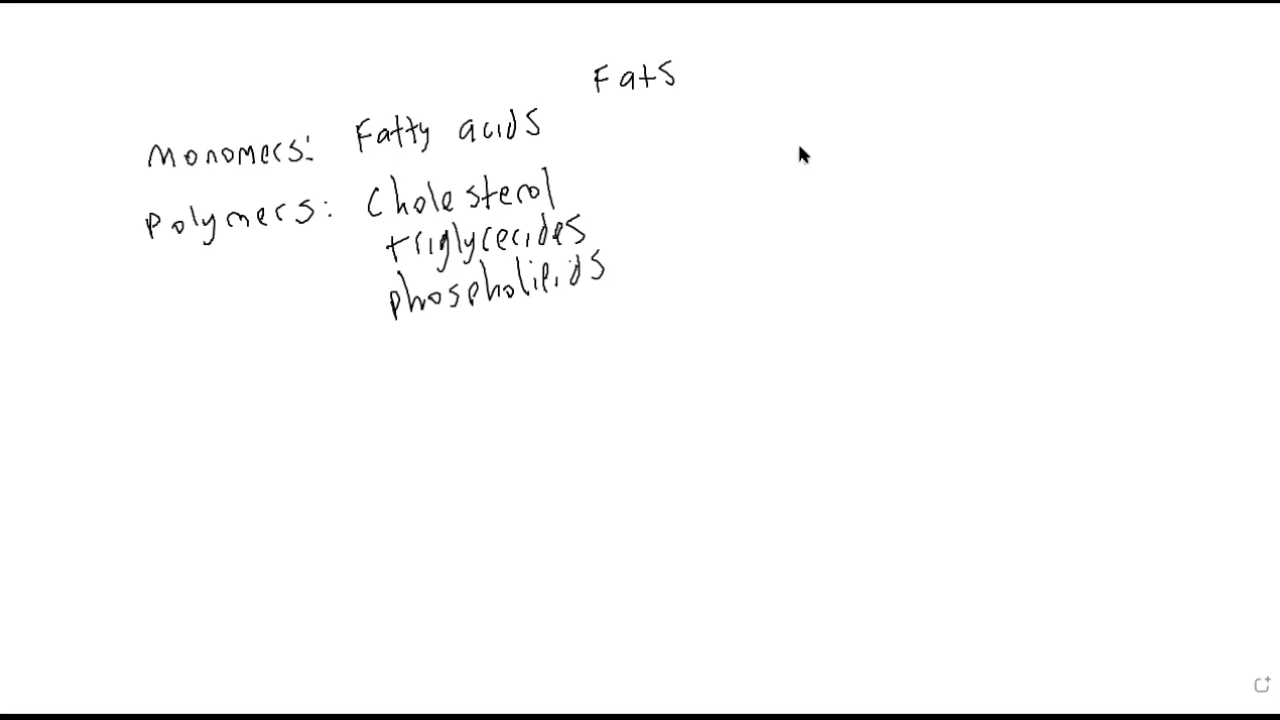 Fats
Monomers: Fatty acids
Polymers: Cholesterol
triglycerides
phospholipids